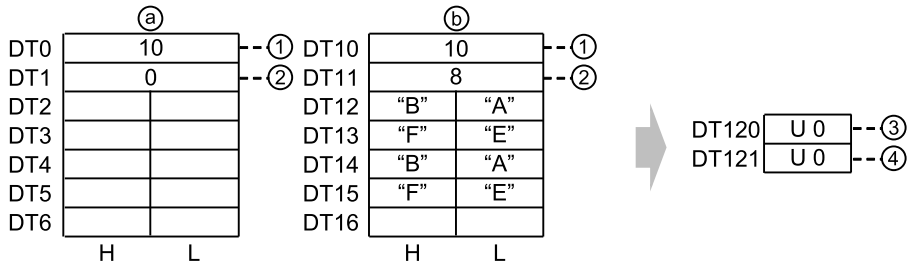 ⓐ ⓑ
DT0 10 ① DT10 10 ①
DT1 0 ② DT11 8 ②
DT2 DT12 “B” “A”
DT3 DT13 “F” “E” DT120 U 0 ③
DT4 DT14 “B” “A” DT121 U 0 ④
DT5 DT15 “F” “E”
DT6 DT16
H L H L